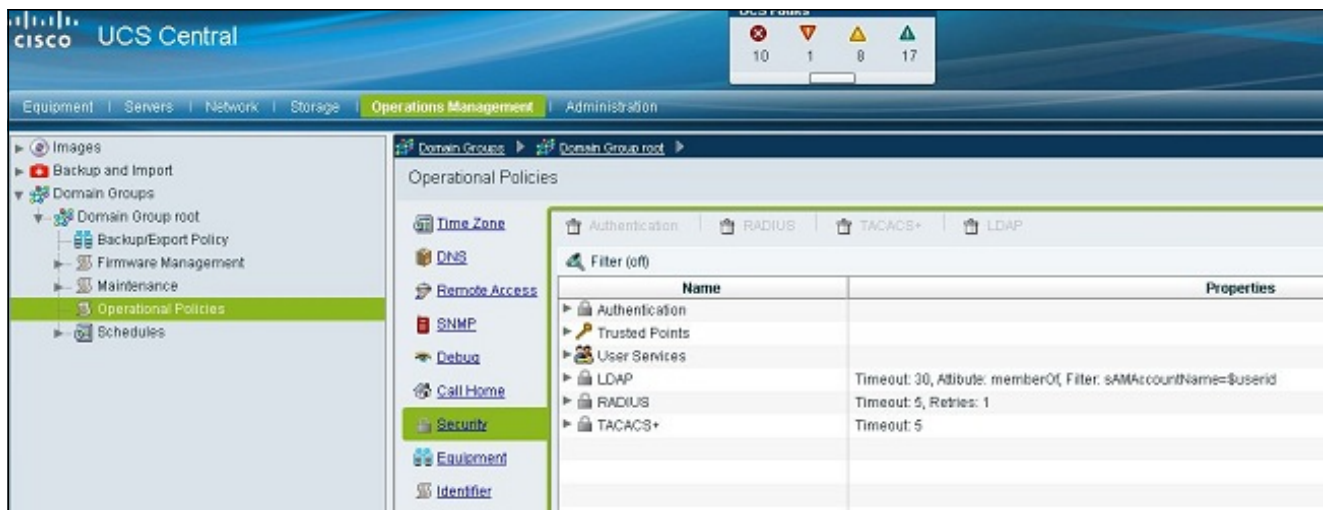 UCS Faults
cisco UCS Central
10 1 8 17
Equipment | Servers | Network | Storage | Operations Management | Administration
Images
Backup and Import
Domain Groups
Domain Group root
Backup/Export Policy
Firmware Management
Maintenance
Operational Policies
Schedules
Domain Groups Domain Group root
Operational Policies
Time Zone
DNS
Remote Access
SNMP
Debug
Call Home
Security
Equipment
Identifier
Authentication | RADIUS | TACACS+ | LDAP
Filter (off)
Name Properties
Authentication
Trusted Points
User Services
LDAP Timeout: 30, Attibute: memberOf, Filter: sAMAccountName=$userid
RADIUS Timeout: 5, Retries: 1
TACACS+ Timeout: 5